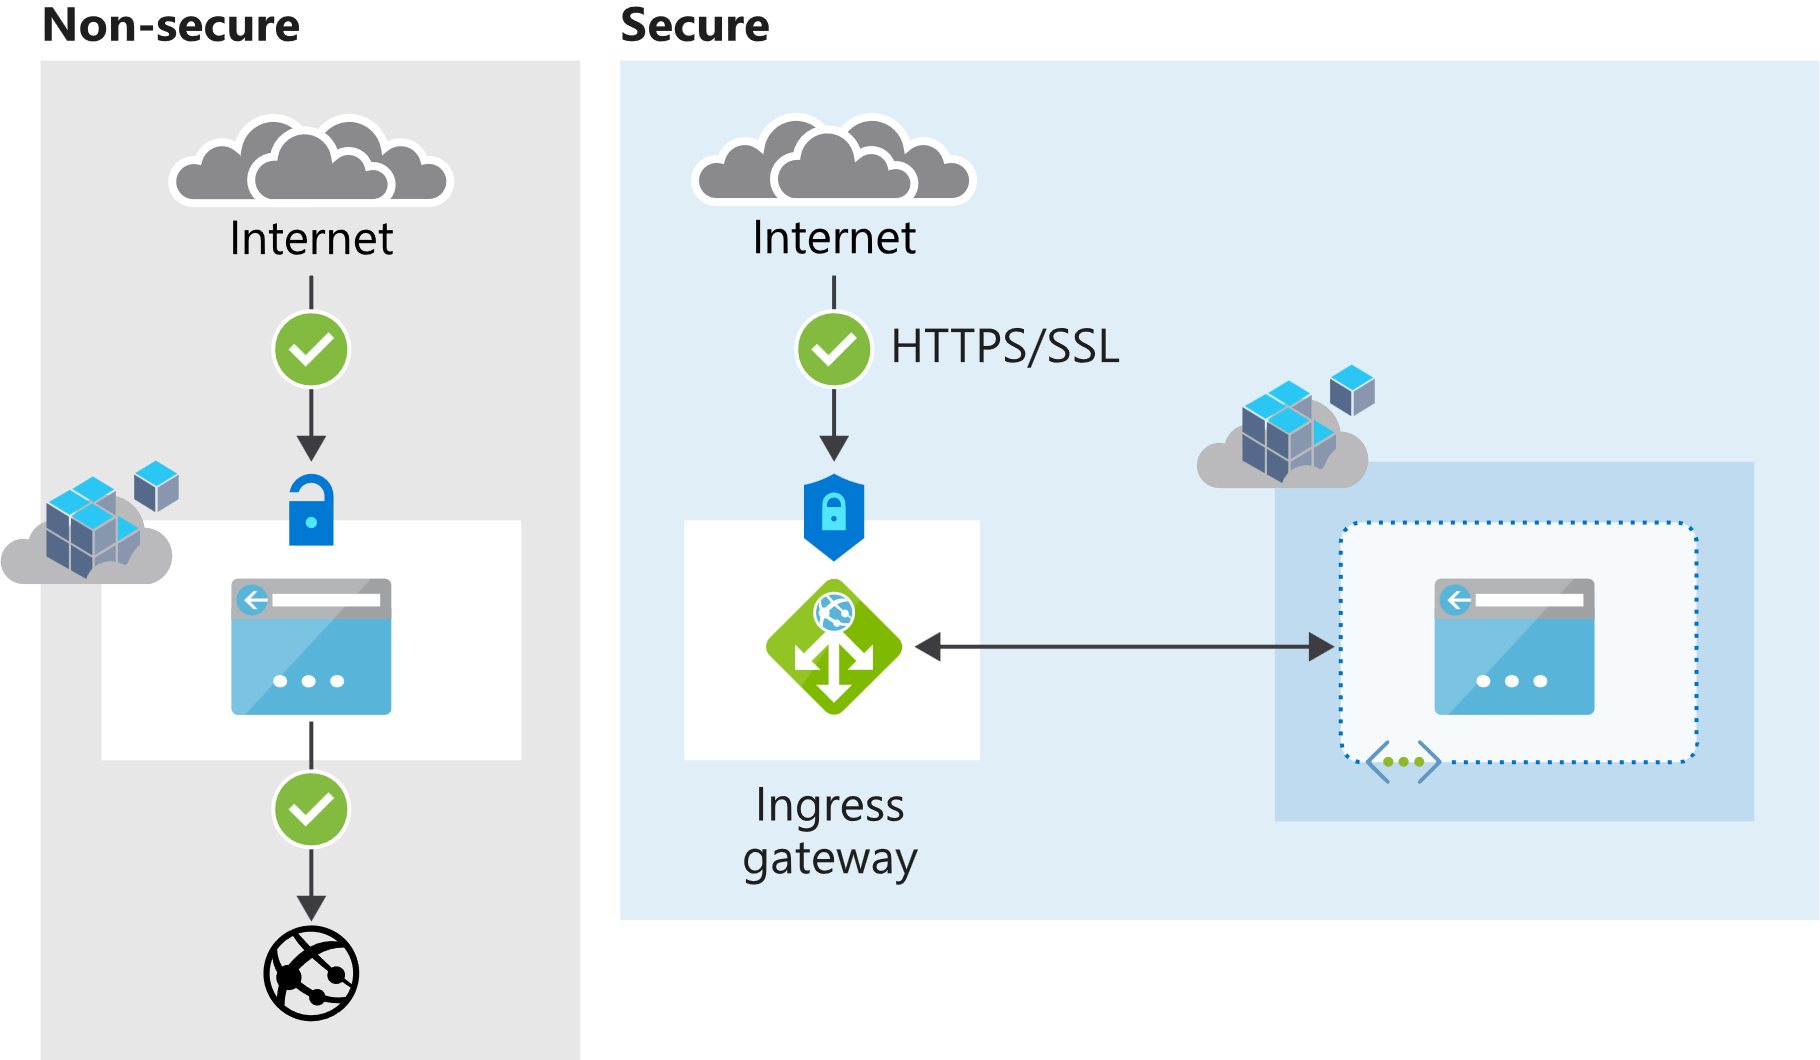 Non-secure
Secure
Internet
Internet
HTTPS/SSL
Ingress
gateway